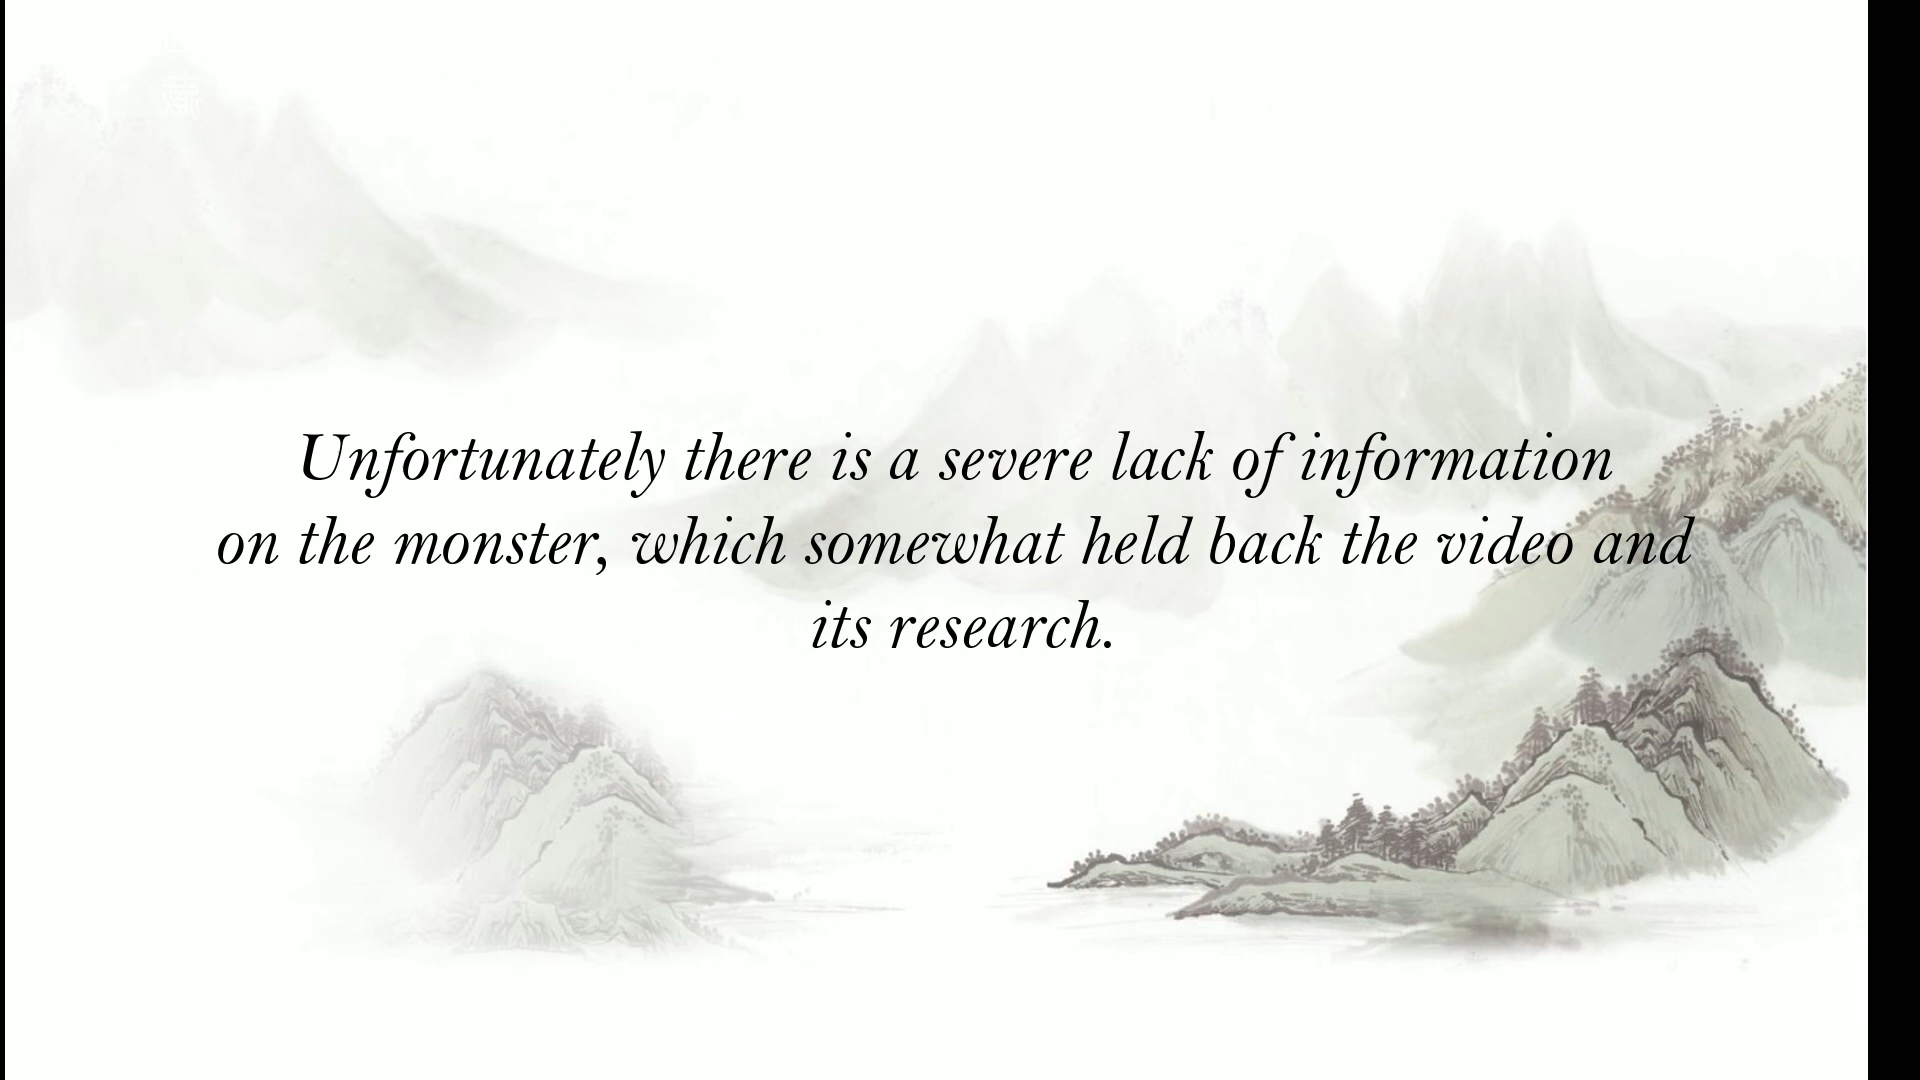 Unfortunately there is a severe lack of information
on the monster, which somewhat held back the video and
its research.